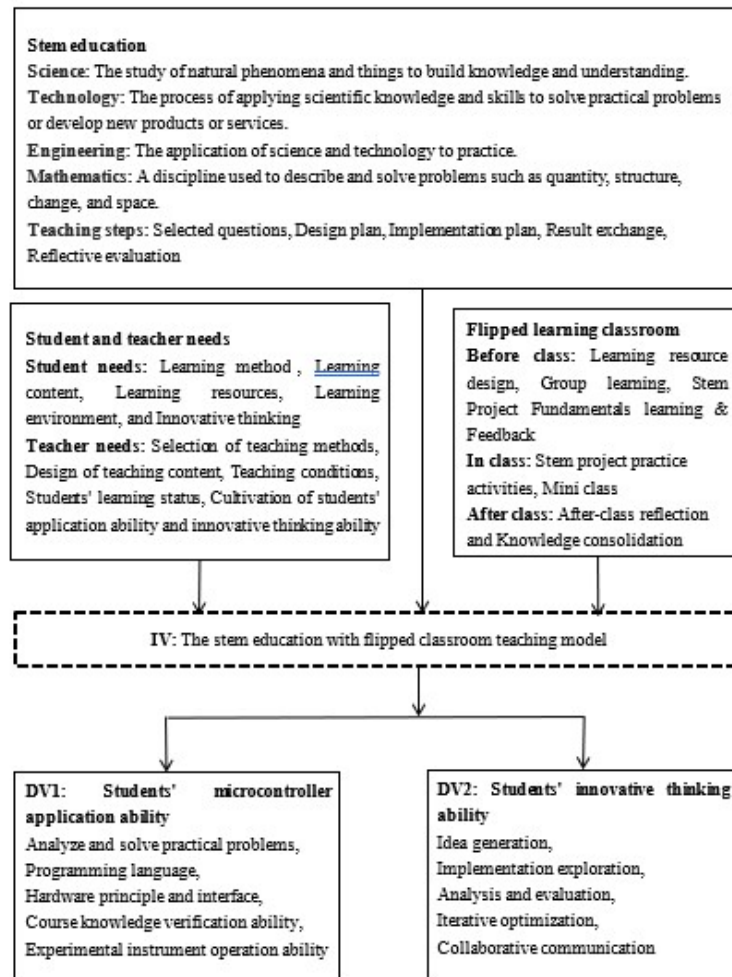 Stem education
Science: The study of natural phenomena and things to build knowledge and understanding.
Technology: The process of applying scientific knowledge and skills to solve practical problems
or develop new products or services.
Engineering: The application of science and technology to practice.
Mathematics: A discipline used to describe and solve problems such as quantity, structure,
change, and space.
Teaching steps: Selected questions, Design plan, Implementation plan, Result exchange,
Reflective evaluation
Student and teacher needs
Student needs: Learning method , Learning
content, Learning resources, Learning
environment, and Innovative thinking
Teacher needs: Selection of teaching methods,
Design of teaching content, Teaching conditions,
Students' learning status, Cultivation of students'
application ability and innovative thinking ability
Flipped learning classroom
Before class: Learning resource
design, Group learning, Stem
Project Fundamentals learning &
Feedback
In class: Stem project practice
activities, Mini class
After class: After-class reflection
and Knowledge consolidation
IV: The stem education with flipped classroom teaching model
DV1: Students' microcontroller
application ability
Analyze and solve practical problems,
Programming language,
Hardware principle and interface,
Course knowledge verification ability,
Experimental instrument operation ability
DV2: Students' innovative thinking
ability
Idea generation,
Implementation exploration,
Analysis and evaluation,
Iterative optimization,
Collaborative communication